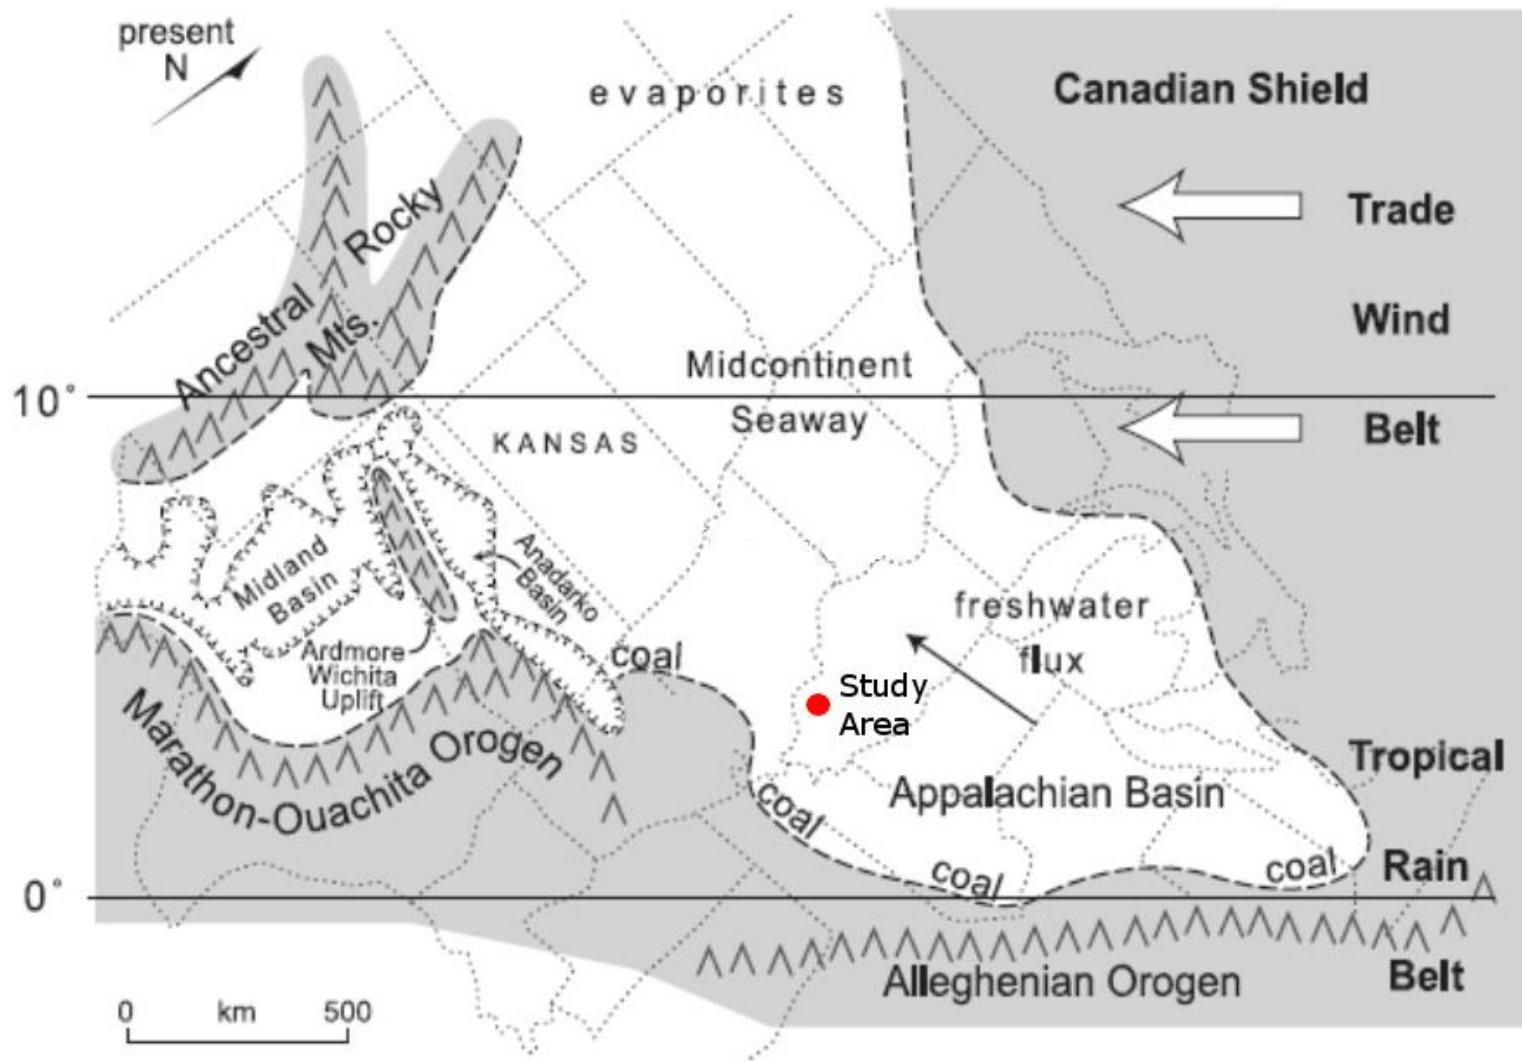 present
N
evaporites
Canadian Shield
Trade
Wind
Belt
Ancestral Rocky
? Mts.
10°
Midcontinent
Seaway
KANSAS
Midland
Basin
Anadarko
Basin
Ardmore
Wichita
Uplift
coal
freshwater
flux
Study
Area
Marathon-Ouachita Orogen
Appalachian Basin
coal
coal
coal
Tropical
Rain
Belt
0°
Alleghenian Orogen
0 km 500